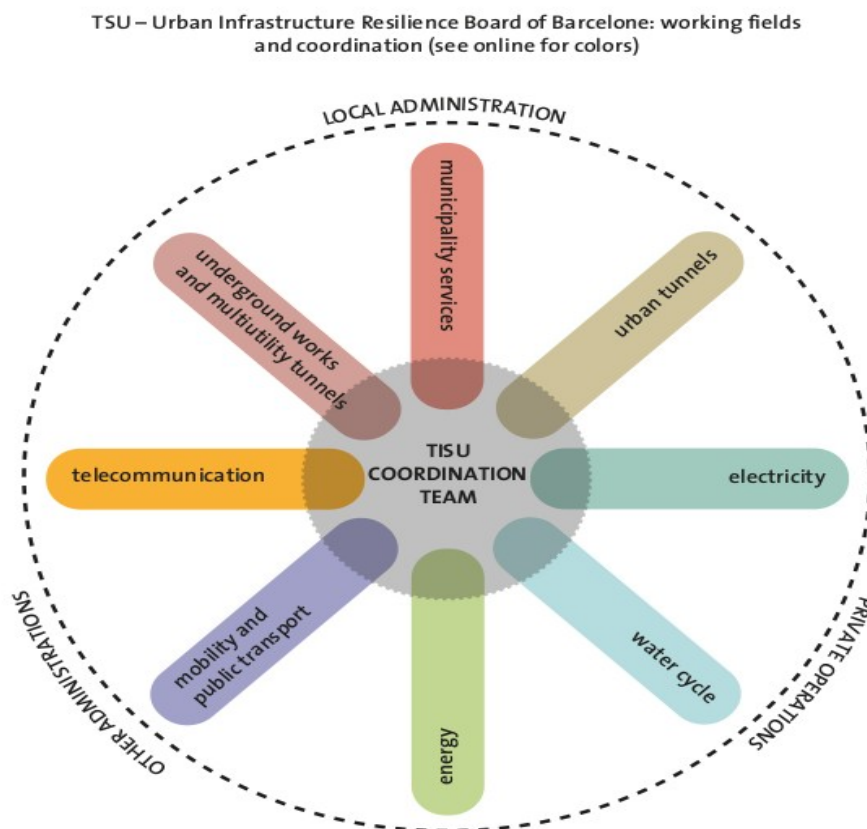 TSU – Urban Infrastructure Resilience Board of Barcelone: working fields
and coordination (see online for colors)
LOCAL ADMINISTRATION
municipality services
underground works
and multiutility tunnels
urban tunnels
telecommunication
TISU
COORDINATION
TEAM
electricity
mobility and
public transport
energy
water cycle
OTHER ADMINISTRATIONS
PRIVATE OPERATIONS